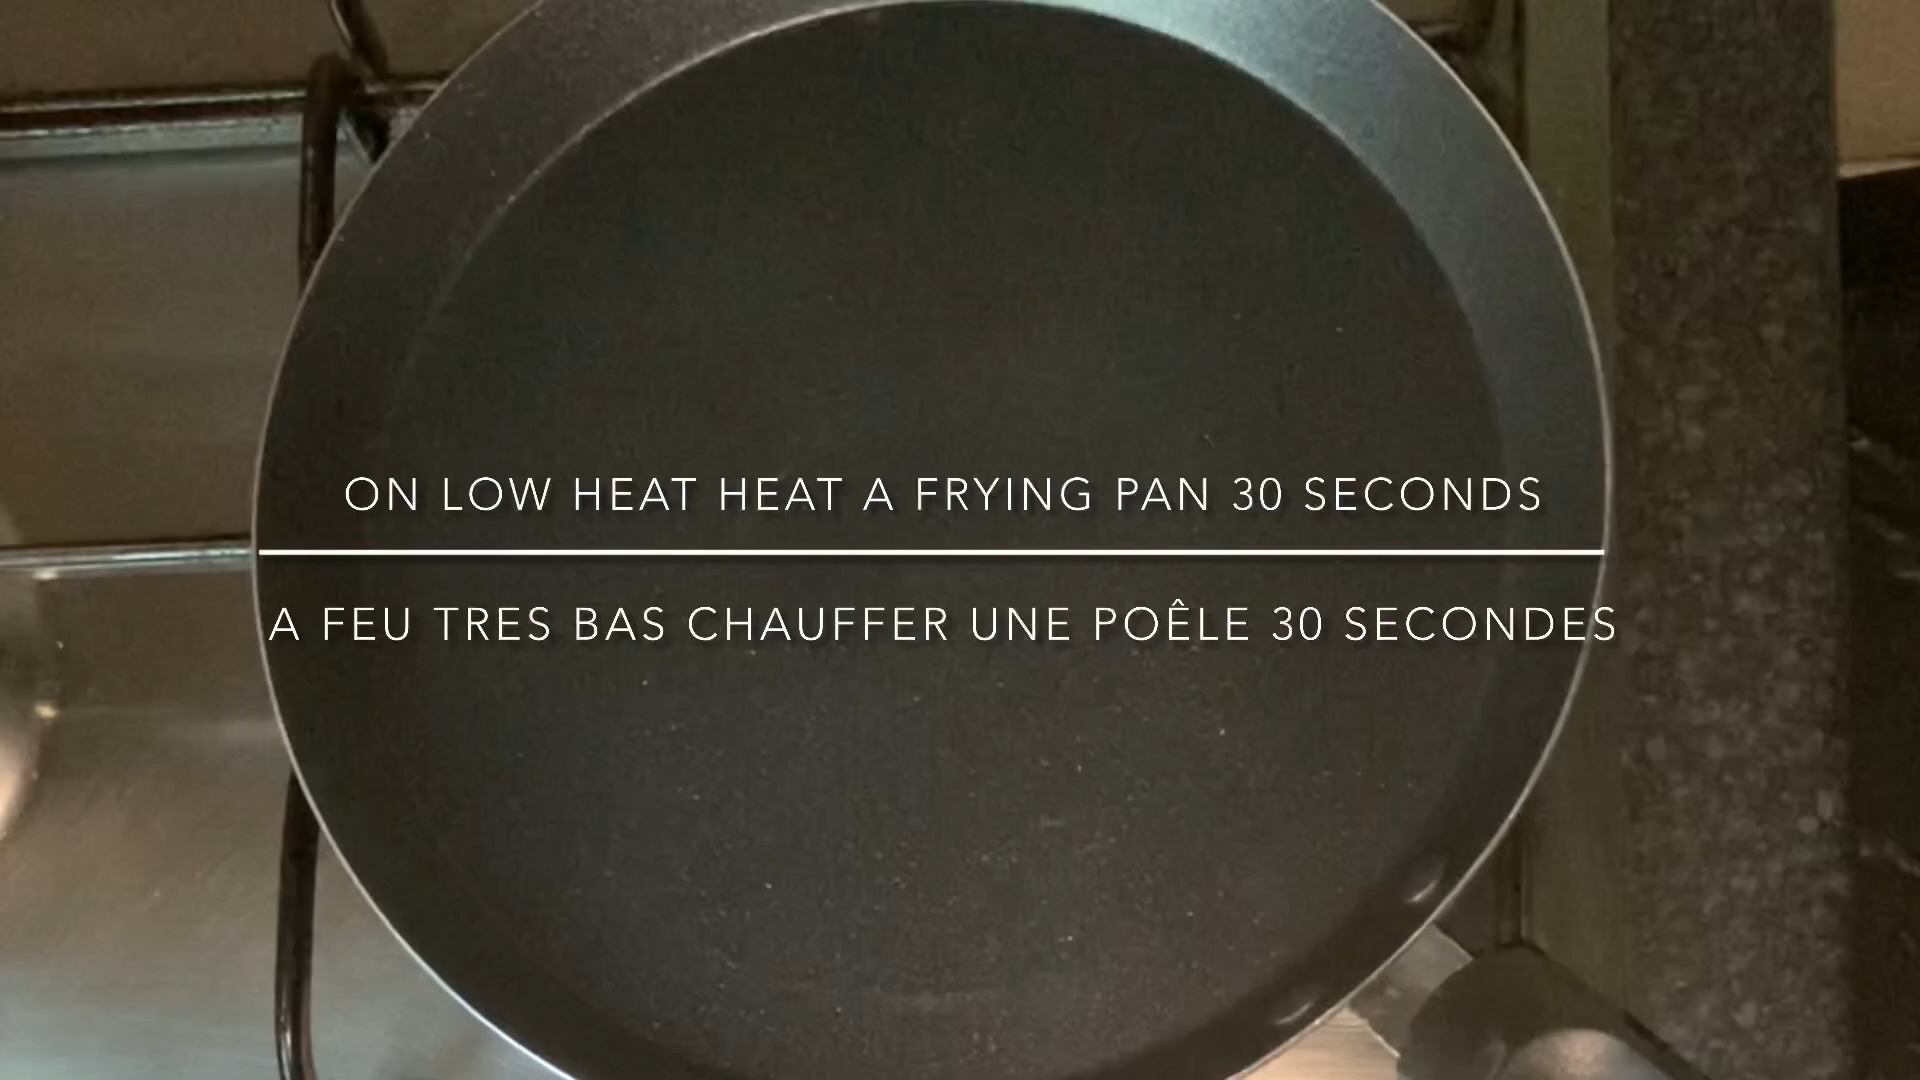 ON LOW HEAT HEAT A FRYING PAN 30 SECONDS
A FEU TRES BAS CHAUFFER UNE POÊLE 30 SECONDES